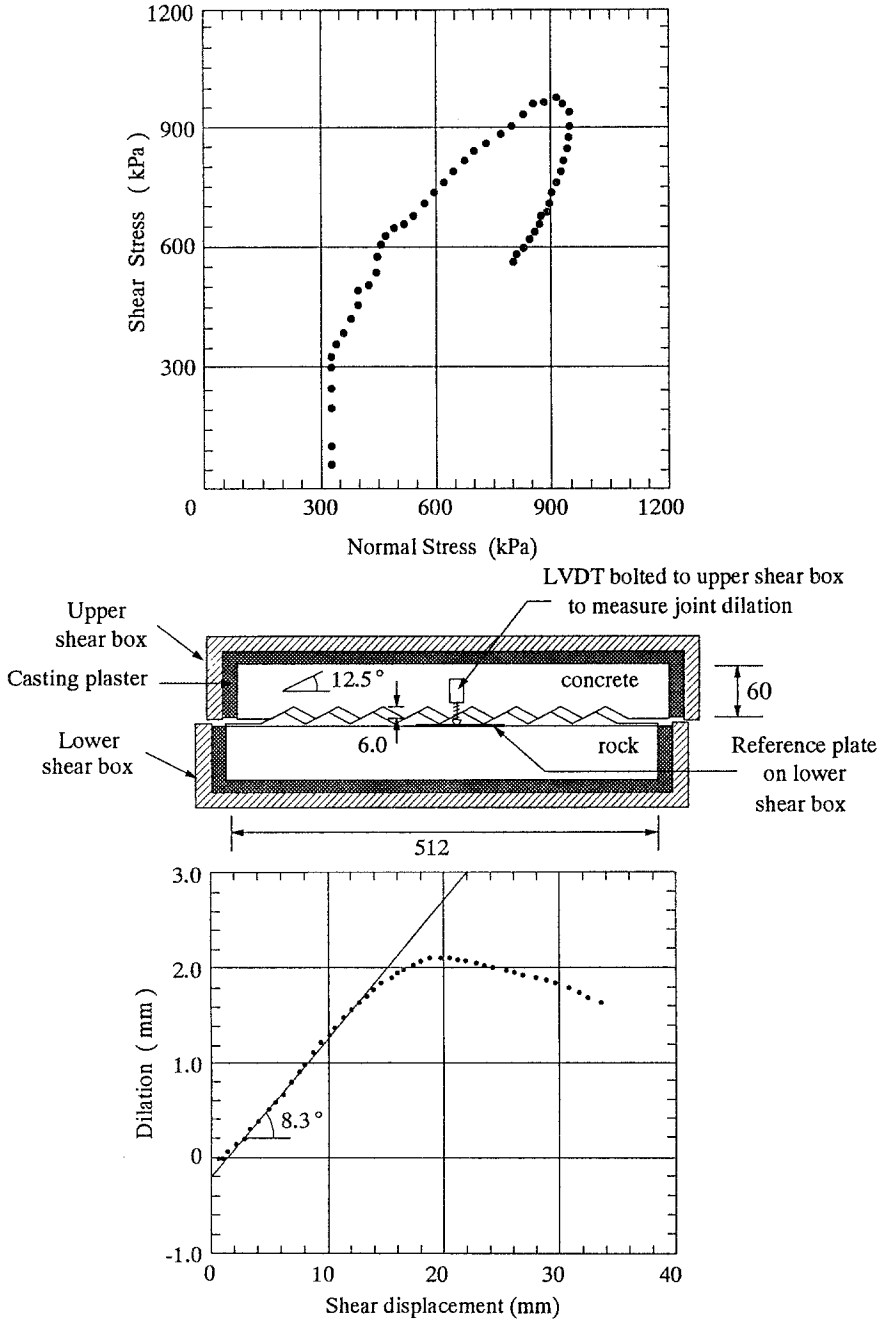 1200
900
600
300
0
300
600
900
1200
Shear Stress ( kPa )
Normal Stress (kPa)
LVDT bolted to upper shear box
to measure joint dilation
Upper
shear box
Casting plaster
12.5°
concrete
60
Lower
shear box
6.0
rock
Reference plate
on lower
shear box
512
3.0
2.0
1.0
0
-1.0
8.3°
0
10
20
30
40
Dilation ( mm )
Shear displacement (mm)